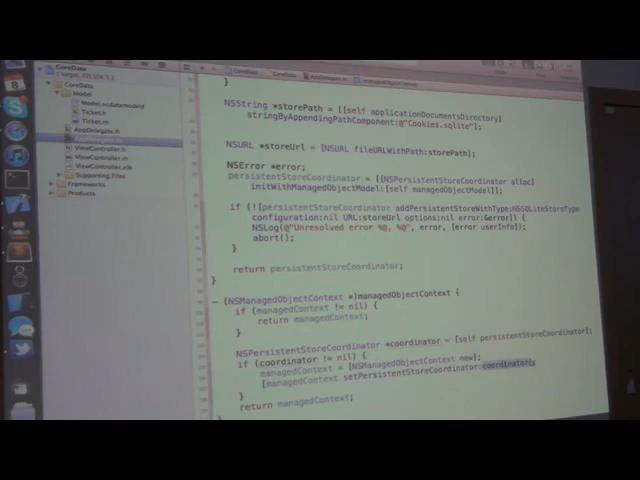 CoreData
CoreData
Model
Model.xcdatamodeld
Ticket.h
Ticket.m
AppDelegate.h
ViewController.h
ViewController.m
ViewController.xib
Supporting Files
Frameworks
Products
CoreData
CoreData
AppDelegate.m
}
NSString *storePath = [[self applicationDocumentsDirectory]
stringByAppendingPathComponent:@"Cookies.sqlite"];
NSURL *storeUrl = [NSURL fileURLWithPath:storePath];
NSError *error;
persistentStoreCoordinator = [[NSPersistentStoreCoordinator alloc]
initWithManagedObjectModel:[self managedObjectModel]];
if (![persistentStoreCoordinator addPersistentStoreWithType:NSSQLiteStoreType
configuration:nil URL:storeUrl options:nil error:&error]) {
NSLog(@"Unresolved error %@, %@", error, [error userInfo]);
abort();
}
return persistentStoreCoordinator;
}
- (NSManagedObjectContext *)managedObjectContext {
if (managedContext != nil) {
return managedContext;
}
NSPersistentStoreCoordinator *coordinator = [self persistentStoreCoordinator];
if (coordinator != nil) {
managedContext = [NSManagedObjectContext new];
[managedContext setPersistentStoreCoordinator:coordinator];
}
return managedContext;
}